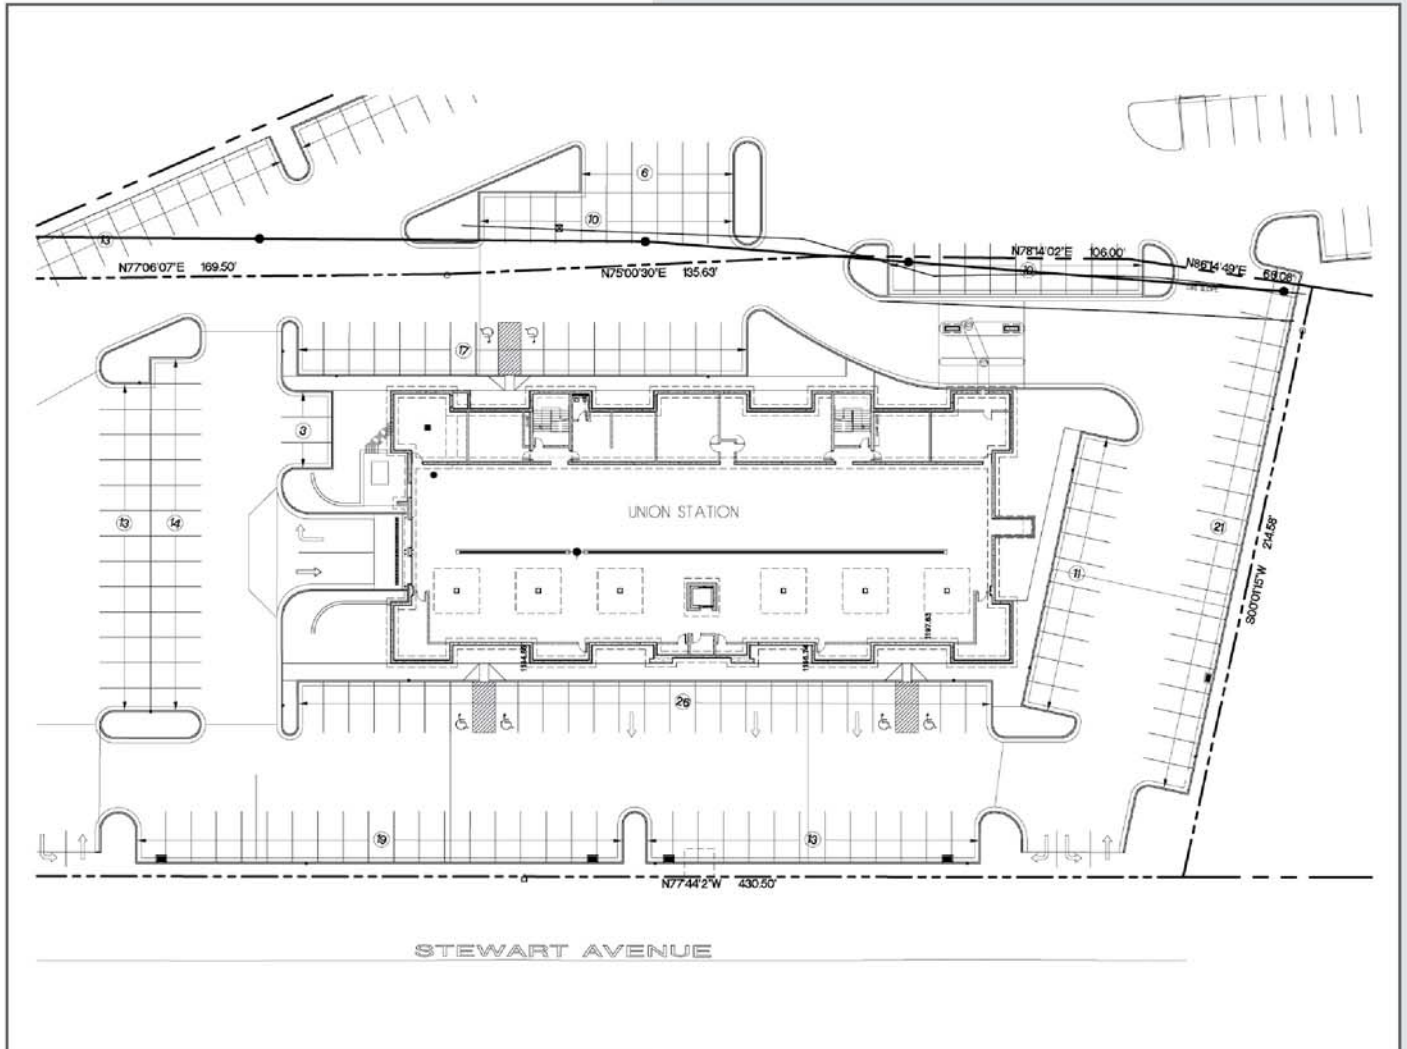 6
10
13
N77°06'07"E 169.50'
N75°00'30"E 135.63'
N78°14'02"E 106.00'
N86°14'49"E 68.08'
17
3
13
14
UNION STATION
21
11
S00°01'15"W 214.58'
1197.63
26
19
13
N77°44'2"W 430.50'
STEWART AVENUE